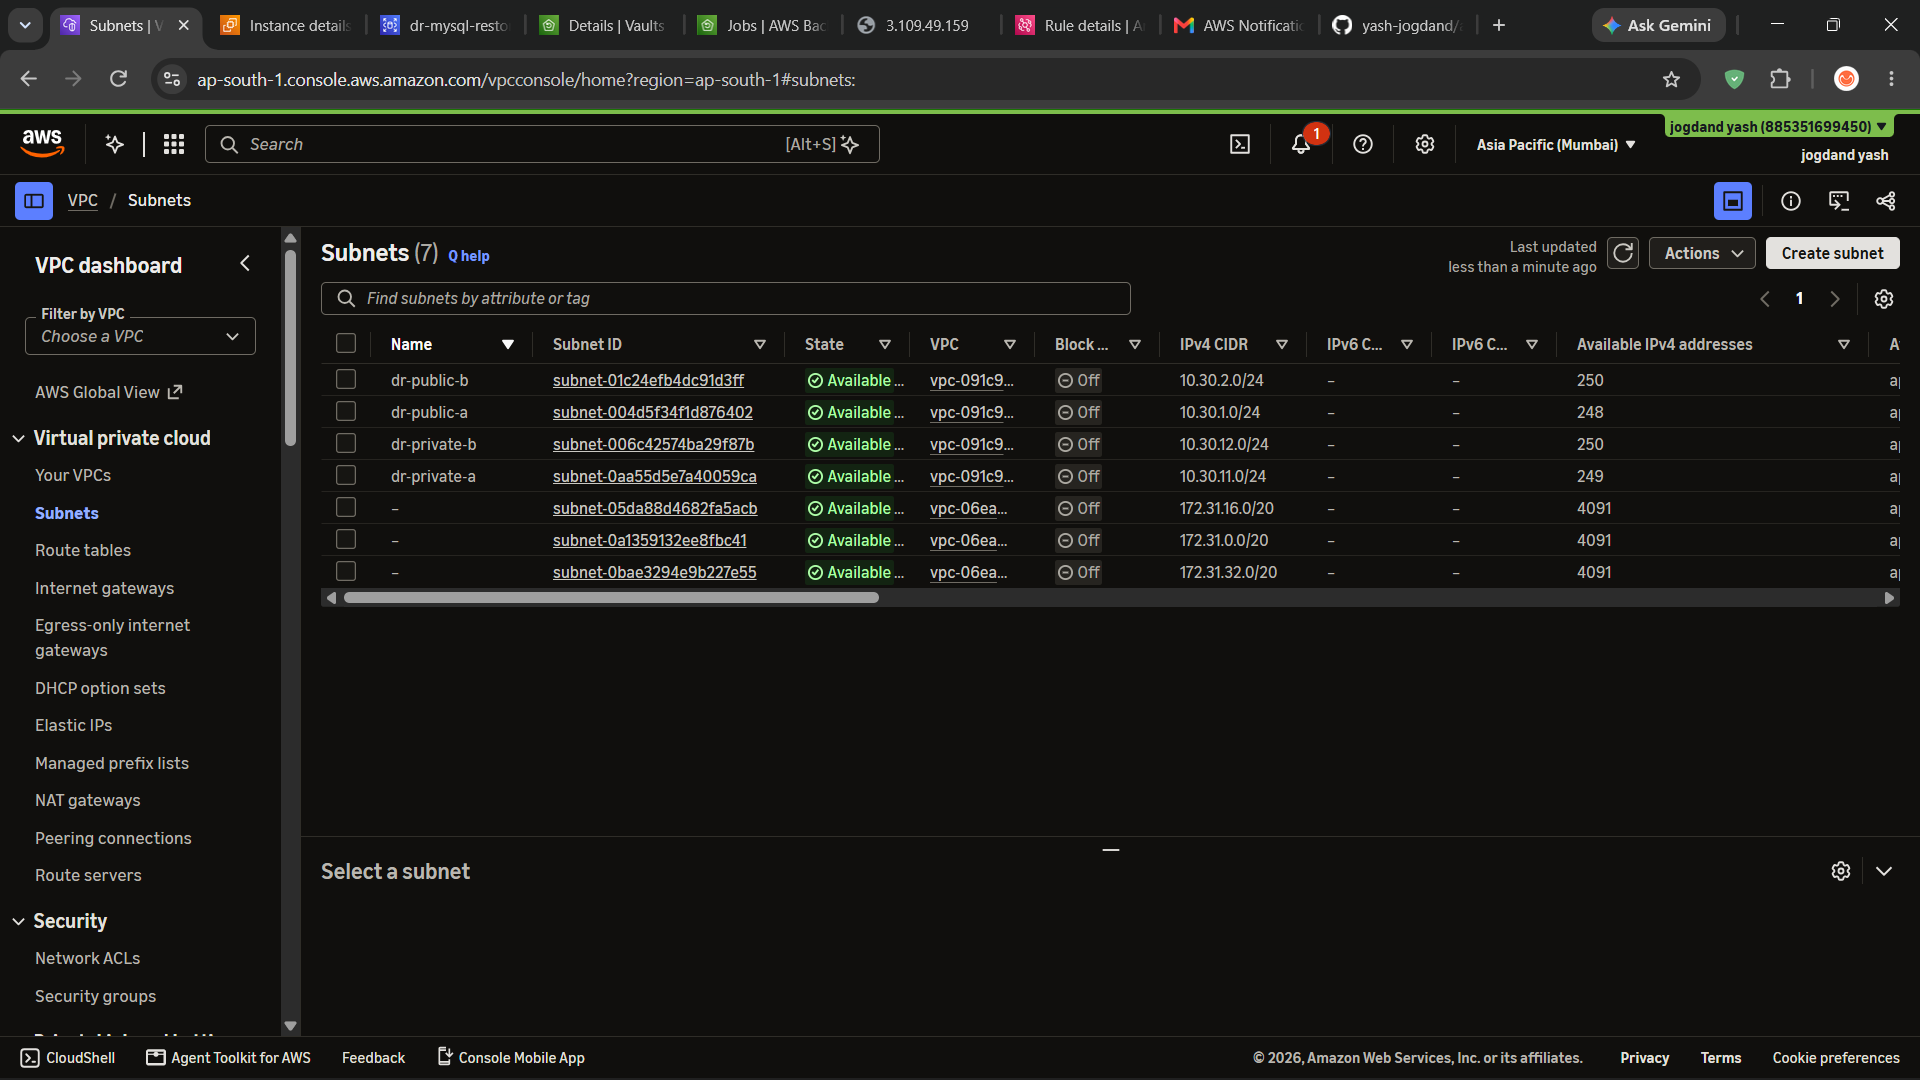 Subnets | V
Instance details
dr-mysql-resto
Details | Vaults
Jobs | AWS Bac
3.109.49.159
Rule details | A
AWS Notificatio
yash-jogdand/
Ask Gemini
ap-south-1.console.aws.amazon.com/vpcconsole/home?region=ap-south-1#subnets:
aws
Search
[Alt+S]
1
Asia Pacific (Mumbai)
jogdand yash (885351699450)
jogdand yash
VPC / Subnets
VPC dashboard
Filter by VPC
Choose a VPC
AWS Global View
Virtual private cloud
Your VPCs
Subnets
Route tables
Internet gateways
Egress-only internet
gateways
DHCP option sets
Elastic IPs
Managed prefix lists
NAT gateways
Peering connections
Route servers
Security
Network ACLs
Security groups
Subnets (7) Q help
Last updated
less than a minute ago
Actions
Create subnet
Find subnets by attribute or tag
1
Name Subnet ID State VPC Block ... IPv4 CIDR IPv6 C... IPv6 C... Available IPv4 addresses
dr-public-b subnet-01c24efb4dc91d3ff Available ... vpc-091c9... Off 10.30.2.0/24 – – 250
dr-public-a subnet-004d5f34f1d876402 Available ... vpc-091c9... Off 10.30.1.0/24 – – 248
dr-private-b subnet-006c42574ba29f87b Available ... vpc-091c9... Off 10.30.12.0/24 – – 250
dr-private-a subnet-0aa55d5e7a40059ca Available ... vpc-091c9... Off 10.30.11.0/24 – – 249
– subnet-05da88d4682fa5acb Available ... vpc-06ea... Off 172.31.16.0/20 – – 4091
– subnet-0a1359132ee8fbc41 Available ... vpc-06ea... Off 172.31.0.0/20 – – 4091
– subnet-0bae3294e9b227e55 Available ... vpc-06ea... Off 172.31.32.0/20 – – 4091
Select a subnet
CloudShell
Agent Toolkit for AWS
Feedback
Console Mobile App
© 2026, Amazon Web Services, Inc. or its affiliates.
Privacy
Terms
Cookie preferences